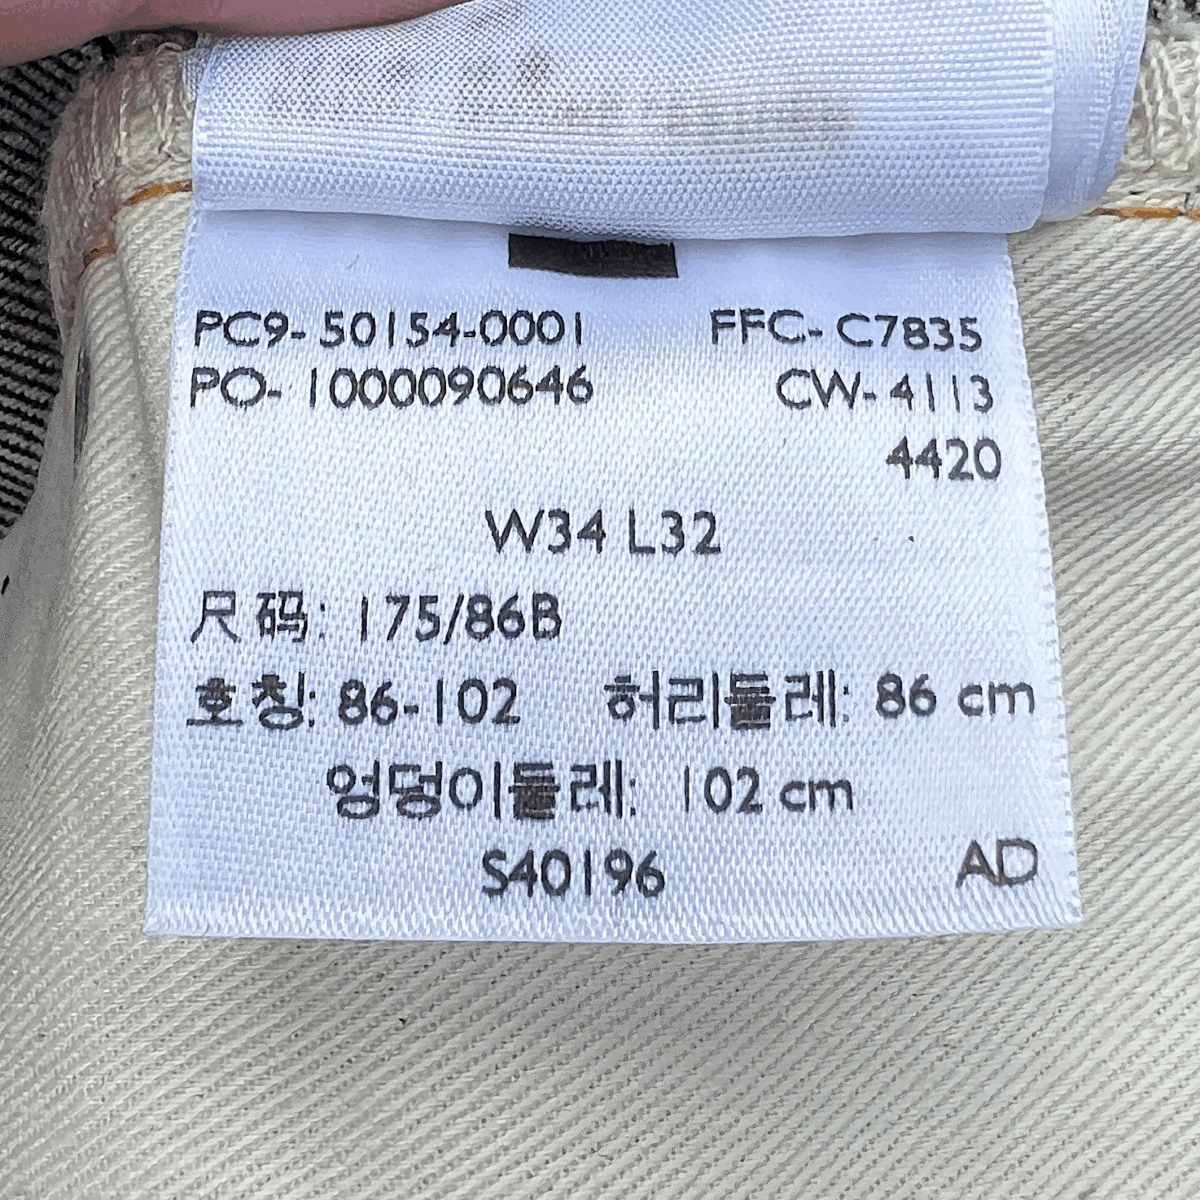 PC9-50154-0001 FFC-C7835
PO-1000090646 CW-4113
4420
W34 L32
尺码: 175/86B
호칭: 86-102 허리둘레: 86 cm
엉덩이둘레: 102 cm
S40196 AD